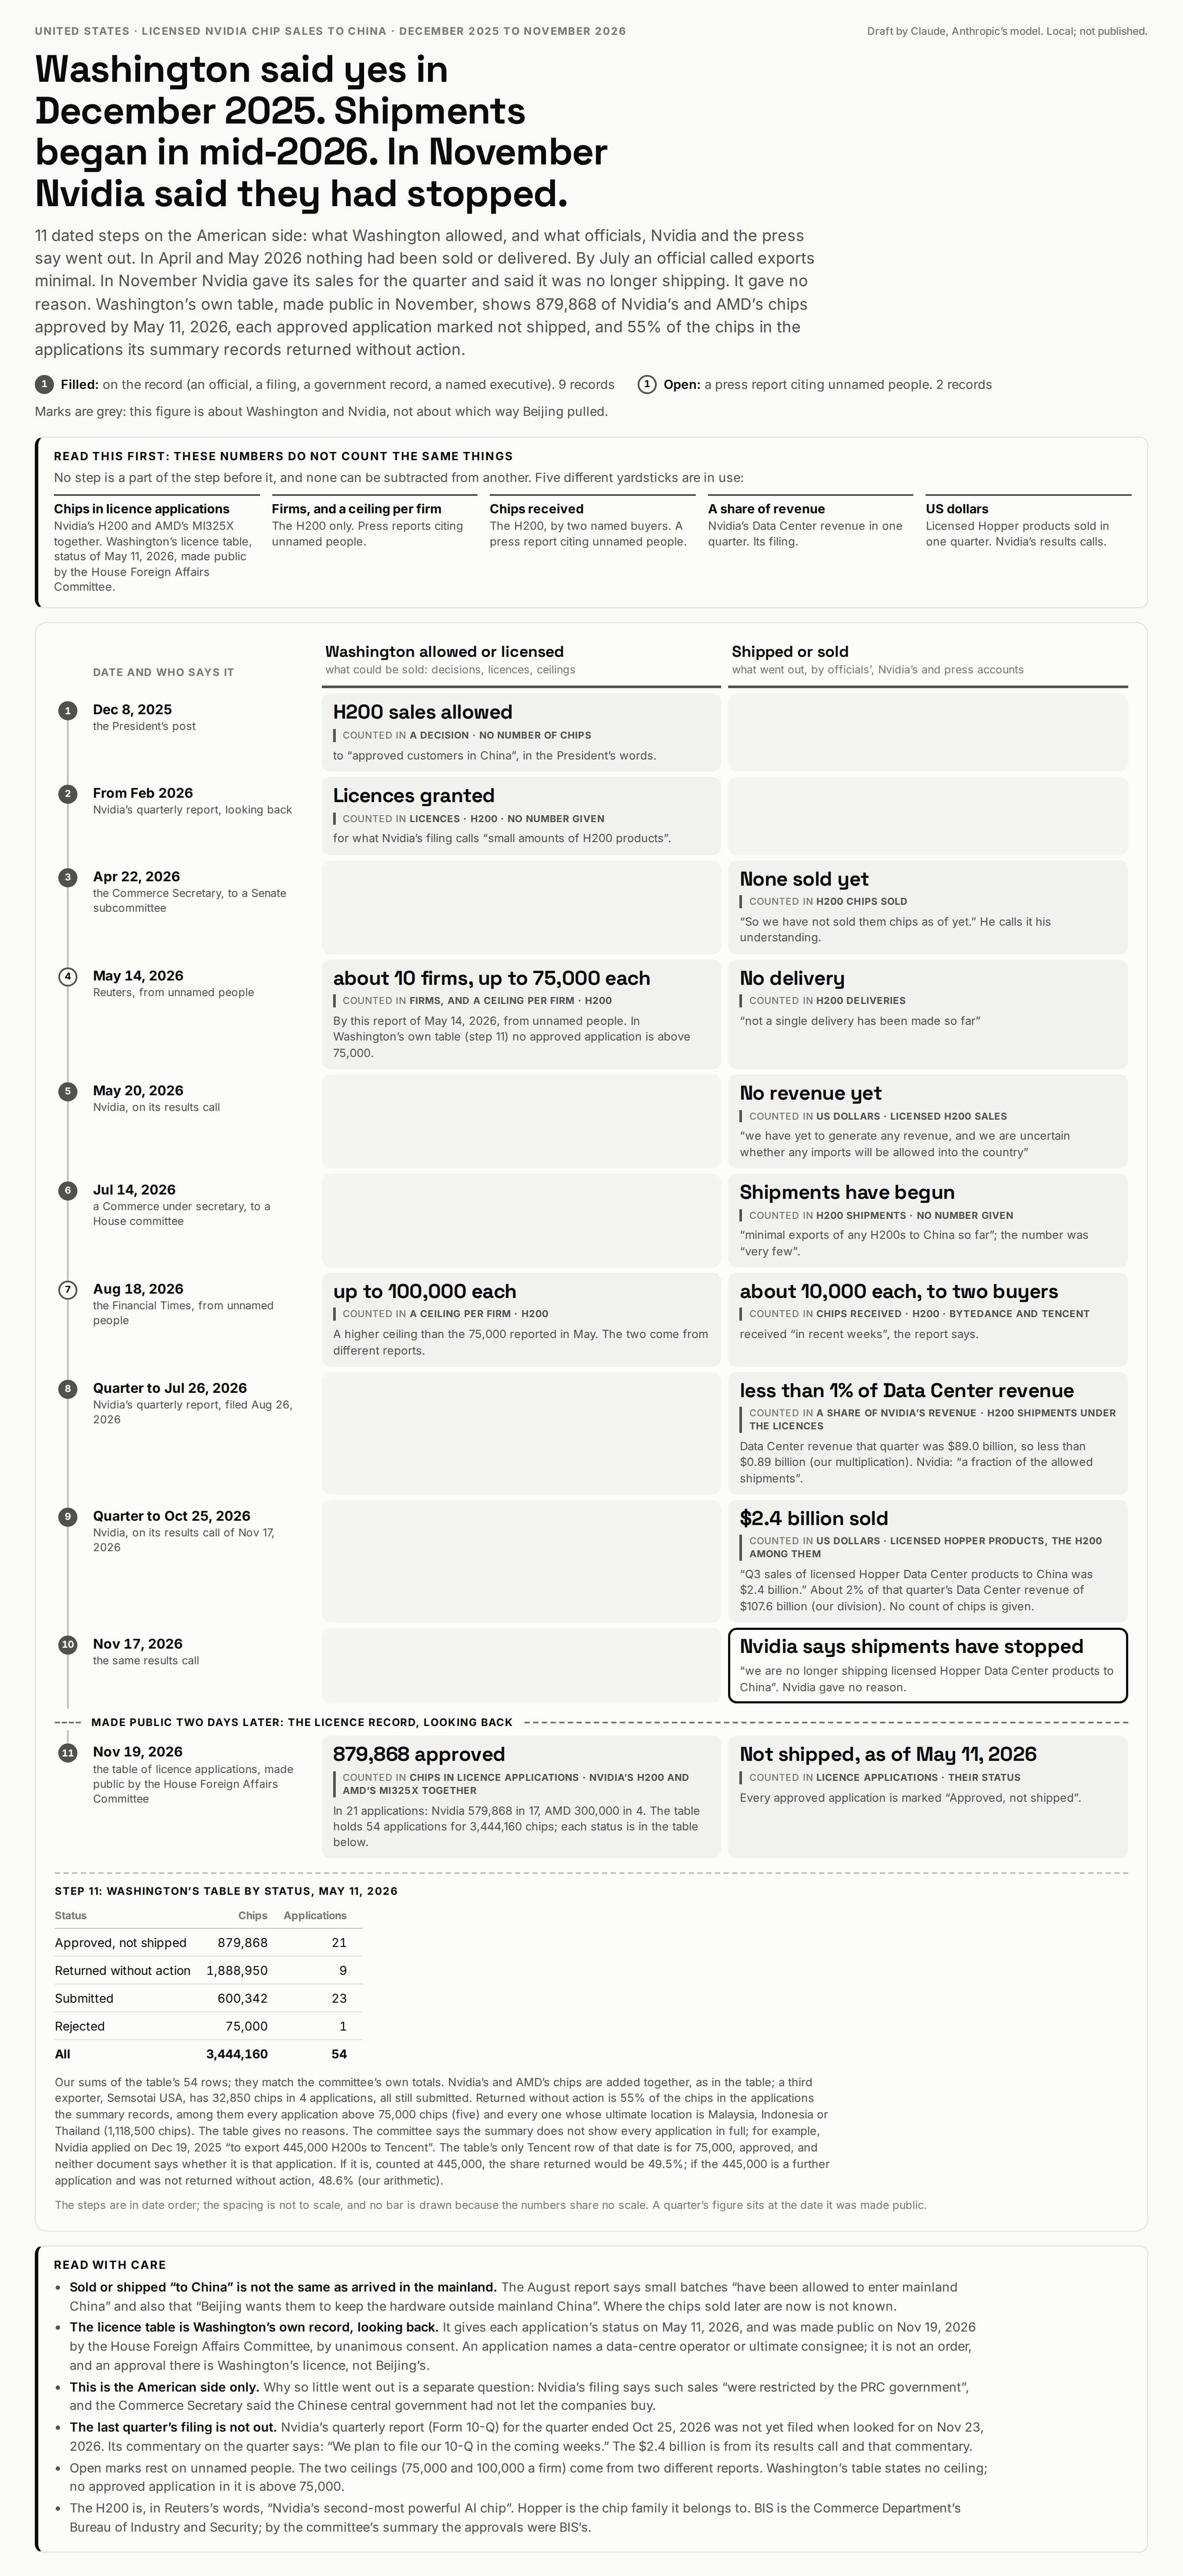 UNITED STATES · LICENSED NVIDIA CHIP SALES TO CHINA · DECEMBER 2025 TO NOVEMBER 2026
Draft by Claude, Anthropic’s model. Local; not published.
Washington said yes in
December 2025. Shipments
began in mid-2026. In November
Nvidia said they had stopped.
11 dated steps on the American side: what Washington allowed, and what officials, Nvidia and the press
say went out. In April and May 2026 nothing had been sold or delivered. By July an official called exports
minimal. In November Nvidia gave its sales for the quarter and said it was no longer shipping. It gave no
reason. Washington’s own table, made public in November, shows 879,868 of Nvidia’s and AMD’s chips
approved by May 11, 2026, each approved application marked not shipped, and 55% of the chips in the
applications its summary records returned without action.
1 Filled: on the record (an official, a filing, a government record, a named executive). 9 records
1 Open: a press report citing unnamed people. 2 records
Marks are grey: this figure is about Washington and Nvidia, not about which way Beijing pulled.
READ THIS FIRST: THESE NUMBERS DO NOT COUNT THE SAME THINGS
No step is a part of the step before it, and none can be subtracted from another. Five different yardsticks are in use:
Chips in licence applications
Nvidia’s H200 and AMD’s MI325X
together. Washington’s licence table,
status of May 11, 2026, made public
by the House Foreign Affairs
Committee.
Firms, and a ceiling per firm
The H200 only. Press reports citing
unnamed people.
Chips received
The H200, by two named buyers. A
press report citing unnamed people.
A share of revenue
Nvidia’s Data Center revenue in one
quarter. Its filing.
US dollars
Licensed Hopper products sold in
one quarter. Nvidia’s results calls.
DATE AND WHO SAYS IT
Washington allowed or licensed
what could be sold: decisions, licences, ceilings
Shipped or sold
what went out, by officials’, Nvidia’s and press accounts
1
Dec 8, 2025
the President’s post
H200 sales allowed
COUNTED IN A DECISION · NO NUMBER OF CHIPS
to “approved customers in China”, in the President’s words.
2
From Feb 2026
Nvidia’s quarterly report, looking back
Licences granted
COUNTED IN LICENCES · H200 · NO NUMBER GIVEN
for what Nvidia’s filing calls “small amounts of H200 products”.
3
Apr 22, 2026
the Commerce Secretary, to a Senate
subcommittee
None sold yet
COUNTED IN H200 CHIPS SOLD
“So we have not sold them chips as of yet.” He calls it his
understanding.
4
May 14, 2026
Reuters, from unnamed people
about 10 firms, up to 75,000 each
COUNTED IN FIRMS, AND A CEILING PER FIRM · H200
By this report of May 14, 2026, from unnamed people. In
Washington’s own table (step 11) no approved application is above
75,000.
No delivery
COUNTED IN H200 DELIVERIES
“not a single delivery has been made so far”
5
May 20, 2026
Nvidia, on its results call
No revenue yet
COUNTED IN US DOLLARS · LICENSED H200 SALES
“we have yet to generate any revenue, and we are uncertain
whether any imports will be allowed into the country”
6
Jul 14, 2026
a Commerce under secretary, to a
House committee
Shipments have begun
COUNTED IN H200 SHIPMENTS · NO NUMBER GIVEN
“minimal exports of any H200s to China so far”; the number was
“very few”.
7
Aug 18, 2026
the Financial Times, from unnamed
people
up to 100,000 each
COUNTED IN A CEILING PER FIRM · H200
A higher ceiling than the 75,000 reported in May. The two come from
different reports.
about 10,000 each, to two buyers
COUNTED IN CHIPS RECEIVED · H200 · BYTEDANCE AND TENCENT
received “in recent weeks”, the report says.
8
Quarter to Jul 26, 2026
Nvidia’s quarterly report, filed Aug 26,
2026
less than 1% of Data Center revenue
COUNTED IN A SHARE OF NVIDIA’S REVENUE · H200 SHIPMENTS UNDER
THE LICENCES
Data Center revenue that quarter was $89.0 billion, so less than
$0.89 billion (our multiplication). Nvidia: “a fraction of the allowed
shipments”.
9
Quarter to Oct 25, 2026
Nvidia, on its results call of Nov 17,
2026
$2.4 billion sold
COUNTED IN US DOLLARS · LICENSED HOPPER PRODUCTS, THE H200
AMONG THEM
“Q3 sales of licensed Hopper Data Center products to China was
$2.4 billion.” About 2% of that quarter’s Data Center revenue of
$107.6 billion (our division). No count of chips is given.
10
Nov 17, 2026
the same results call
Nvidia says shipments have stopped
“we are no longer shipping licensed Hopper Data Center products to
China”. Nvidia gave no reason.
MADE PUBLIC TWO DAYS LATER: THE LICENCE RECORD, LOOKING BACK
11
Nov 19, 2026
the table of licence applications, made
public by the House Foreign Affairs
Committee
879,868 approved
COUNTED IN CHIPS IN LICENCE APPLICATIONS · NVIDIA’S H200 AND
AMD’S MI325X TOGETHER
In 21 applications: Nvidia 579,868 in 17, AMD 300,000 in 4. The table
holds 54 applications for 3,444,160 chips; each status is in the table
below.
Not shipped, as of May 11, 2026
COUNTED IN LICENCE APPLICATIONS · THEIR STATUS
Every approved application is marked “Approved, not shipped”.
STEP 11: WASHINGTON’S TABLE BY STATUS, MAY 11, 2026
Status Chips Applications
Approved, not shipped 879,868 21
Returned without action 1,888,950 9
Submitted 600,342 23
Rejected 75,000 1
All 3,444,160 54
Our sums of the table’s 54 rows; they match the committee’s own totals. Nvidia’s and AMD’s chips are added together, as in the table; a third
exporter, Semsotai USA, has 32,850 chips in 4 applications, all still submitted. Returned without action is 55% of the chips in the applications
the summary records, among them every application above 75,000 chips (five) and every one whose ultimate location is Malaysia, Indonesia or
Thailand (1,118,500 chips). The table gives no reasons. The committee says the summary does not show every application in full; for example,
Nvidia applied on Dec 19, 2025 “to export 445,000 H200s to Tencent”. The table’s only Tencent row of that date is for 75,000, approved, and
neither document says whether it is that application. If it is, counted at 445,000, the share returned would be 49.5%; if the 445,000 is a further
application and was not returned without action, 48.6% (our arithmetic).
The steps are in date order; the spacing is not to scale, and no bar is drawn because the numbers share no scale. A quarter’s figure sits at the date it was made public.
READ WITH CARE
• Sold or shipped “to China” is not the same as arrived in the mainland. The August report says small batches “have been allowed to enter mainland
China” and also that “Beijing wants them to keep the hardware outside mainland China”. Where the chips sold later are now is not known.
• The licence table is Washington’s own record, looking back. It gives each application’s status on May 11, 2026, and was made public on Nov 19, 2026
by the House Foreign Affairs Committee, by unanimous consent. An application names a data-centre operator or ultimate consignee; it is not an order,
and an approval there is Washington’s licence, not Beijing’s.
• This is the American side only. Why so little went out is a separate question: Nvidia’s filing says such sales “were restricted by the PRC government”,
and the Commerce Secretary said the Chinese central government had not let the companies buy.
• The last quarter’s filing is not out. Nvidia’s quarterly report (Form 10-Q) for the quarter ended Oct 25, 2026 was not yet filed when looked for on Nov 23,
2026. Its commentary on the quarter says: “We plan to file our 10-Q in the coming weeks.” The $2.4 billion is from its results call and that commentary.
• Open marks rest on unnamed people. The two ceilings (75,000 and 100,000 a firm) come from two different reports. Washington’s table states no ceiling;
no approved application in it is above 75,000.
• The H200 is, in Reuters’s words, “Nvidia’s second-most powerful AI chip”. Hopper is the chip family it belongs to. BIS is the Commerce Department’s
Bureau of Industry and Security; by the committee’s summary the approvals were BIS’s.